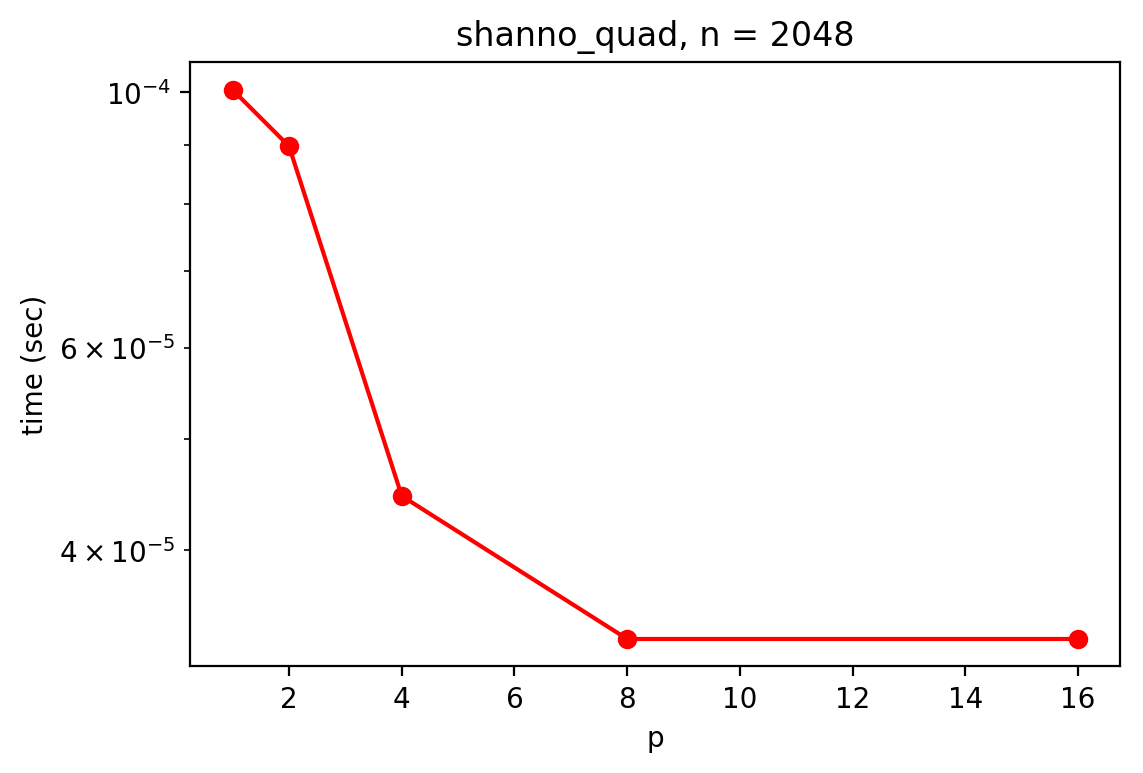 shanno_quad, n = 2048
10⁻⁴
6 × 10⁻⁵
4 × 10⁻⁵
time (sec)
2 4 6 8 10 12 14 16
p